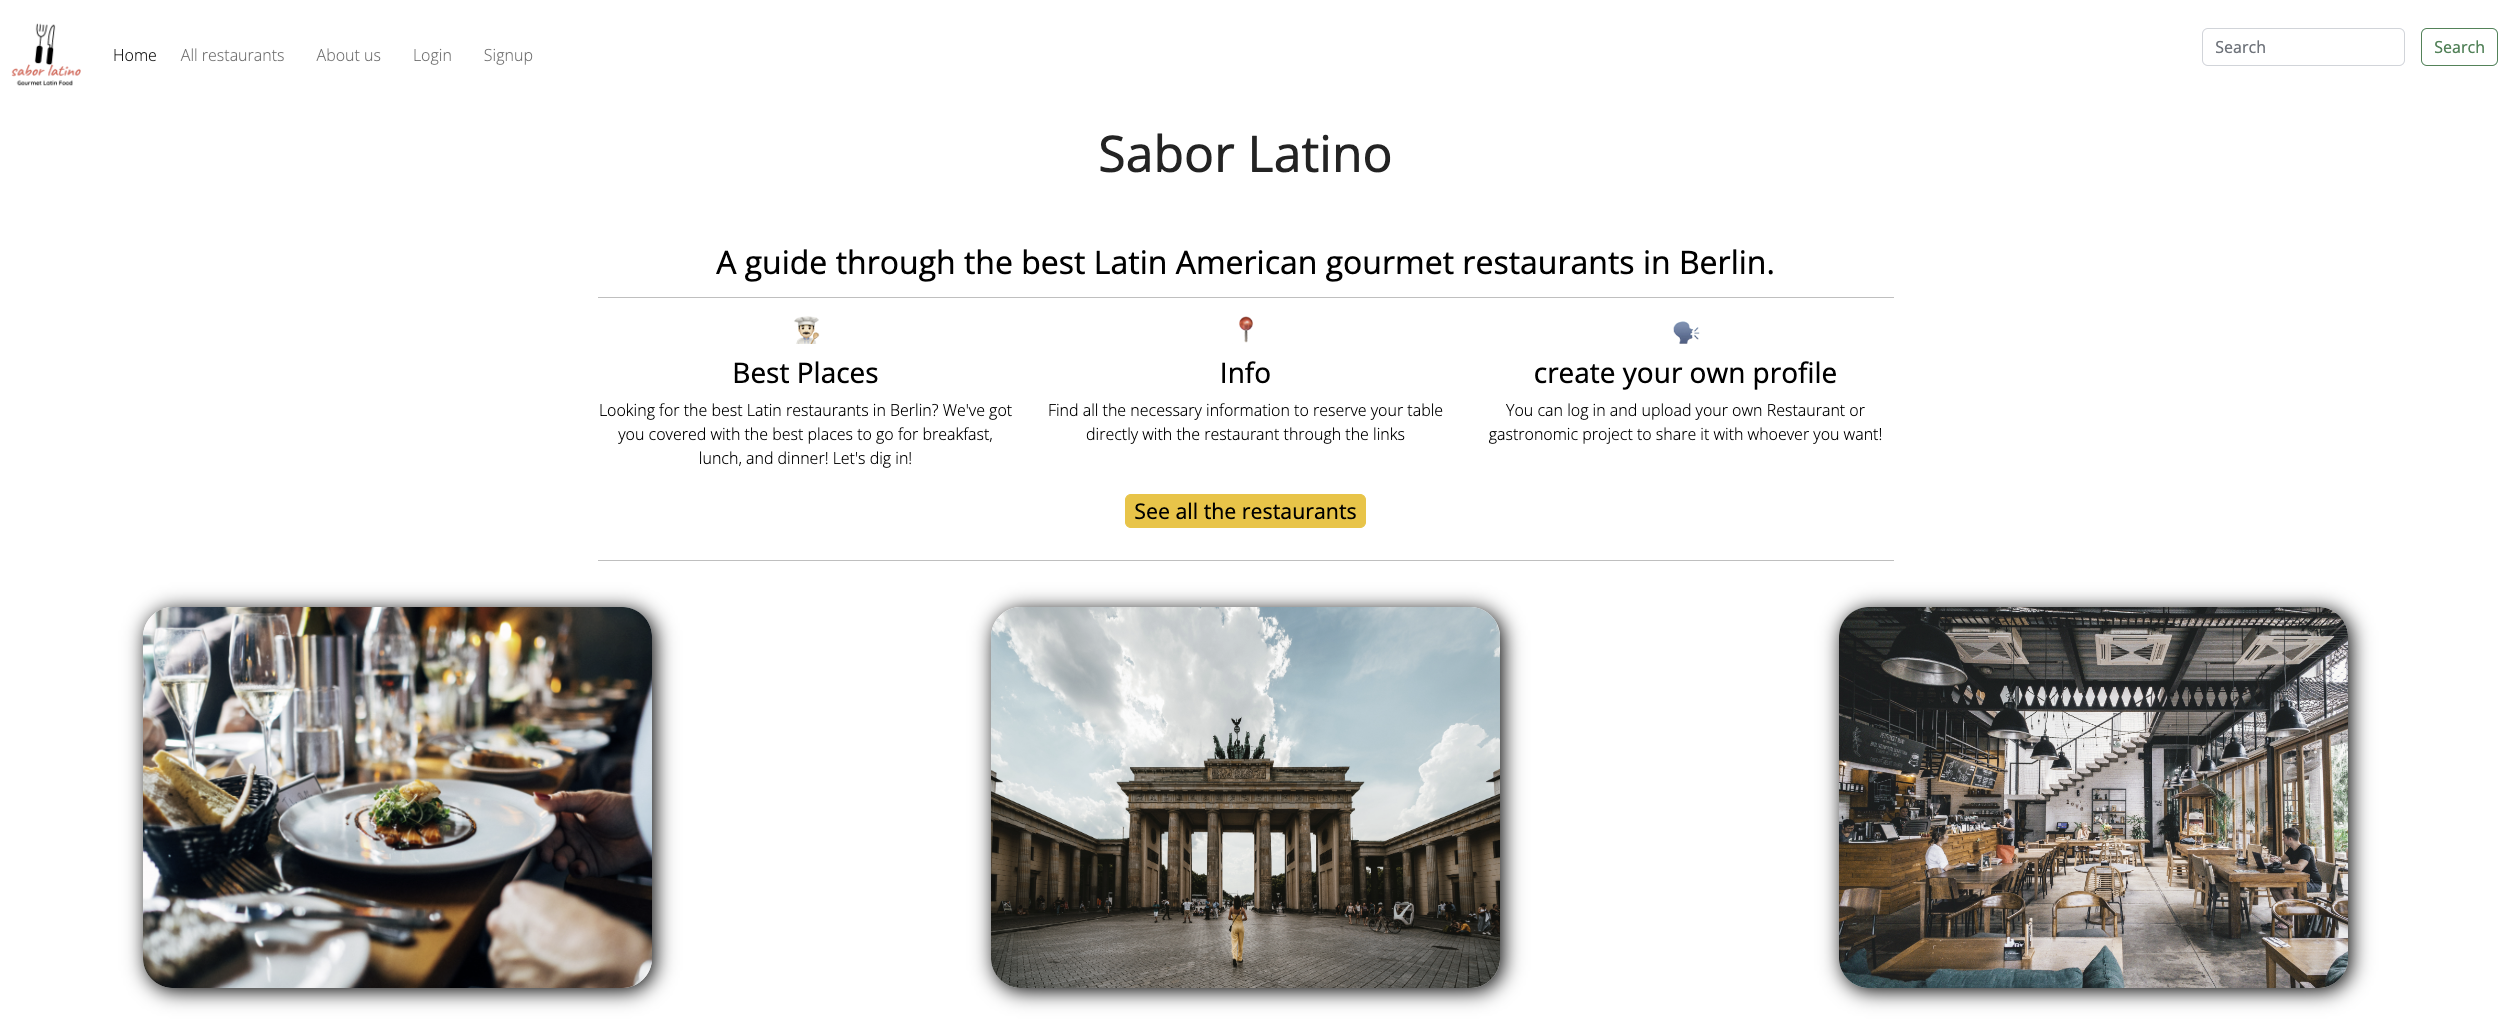 sabor latino
Gourmet Latin Food
Home
All restaurants
About us
Login
Signup
Search
Search
Sabor Latino
A guide through the best Latin American gourmet restaurants in Berlin.
Best Places
Looking for the best Latin restaurants in Berlin? We've got
you covered with the best places to go for breakfast,
lunch, and dinner! Let's dig in!
Info
Find all the necessary information to reserve your table
directly with the restaurant through the links
create your own profile
You can log in and upload your own Restaurant or
gastronomic project to share it with whoever you want!
See all the restaurants